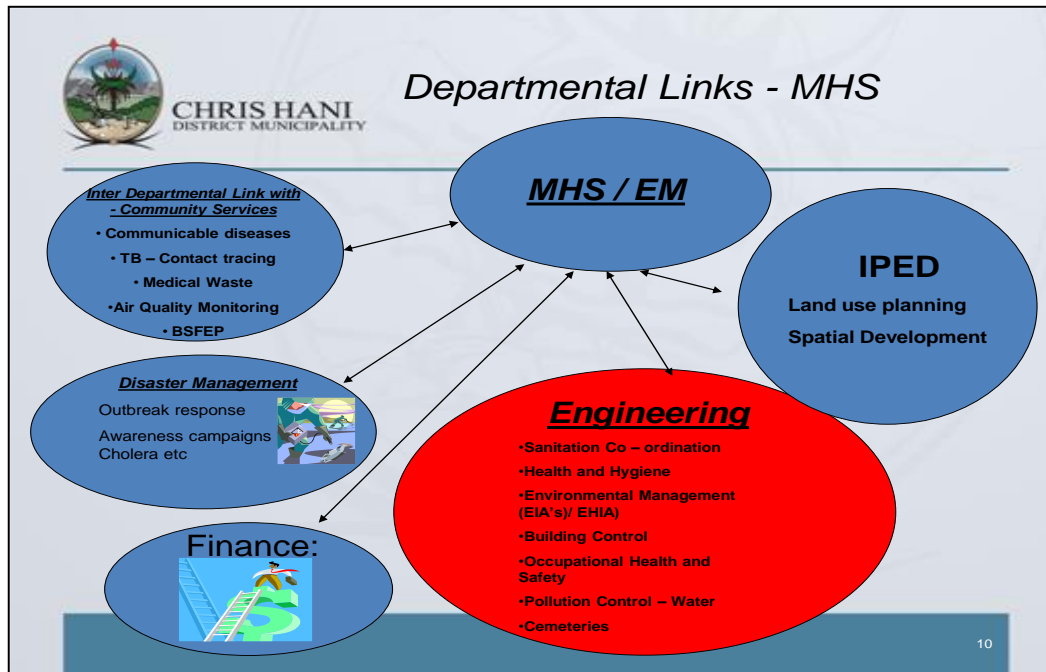 CHRIS HANI
DISTRICT MUNICIPALITY
Departmental Links - MHS
Inter Departmental Link with
- Community Services
• Communicable diseases
• TB – Contact tracing
• Medical Waste
•Air Quality Monitoring
• BSFEP
MHS / EM
IPED
Land use planning
Spatial Development
Disaster Management
Outbreak response
Awareness campaigns
Cholera etc
Engineering
•Sanitation Co – ordination
•Health and Hygiene
•Environmental Management
(EIA's)/ EHIA)
•Building Control
•Occupational Health and
Safety
•Pollution Control – Water
•Cemeteries
Finance:
10